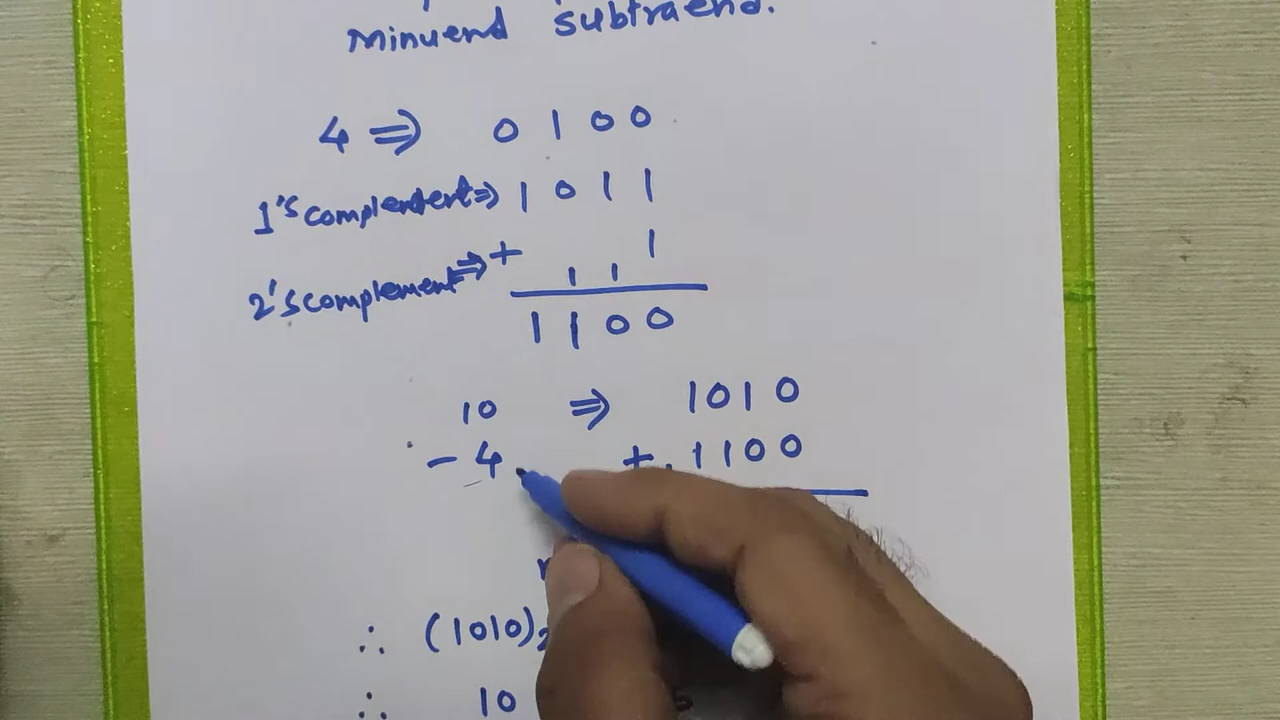 Minuend subtraend.
4 ⇒ 0 1 0 0
1's complement ⇒ 1 0 1 1
2's complement ⇒ + 1
1 1
1 1 0 0
10 ⇒ 1 0 1 0
- 4 + 1 1 0 0
∴ (1010)2
∴ 10